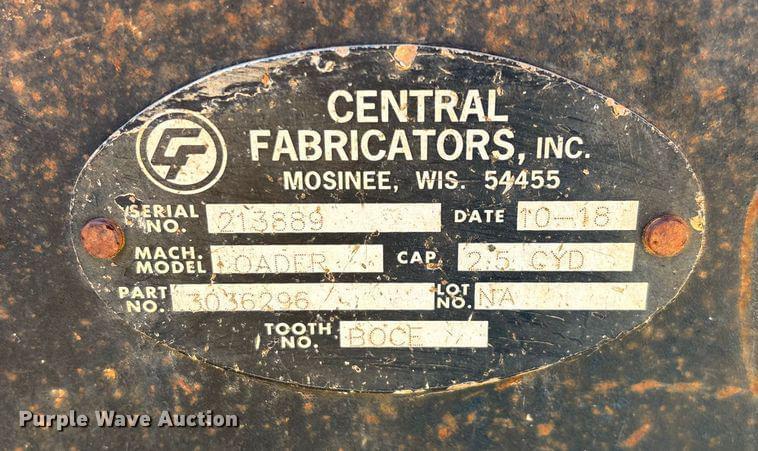 CENTRAL
FABRICATORS, INC.
MOSINEE, WIS. 54455
SERIAL NO. 213889 DATE 10-18
MACH. MODEL LOADER CAP. 2.5 CYD
PART NO. 3036296 LOT NO. NA
TOOTH NO. BOCE
Purple Wave Auction